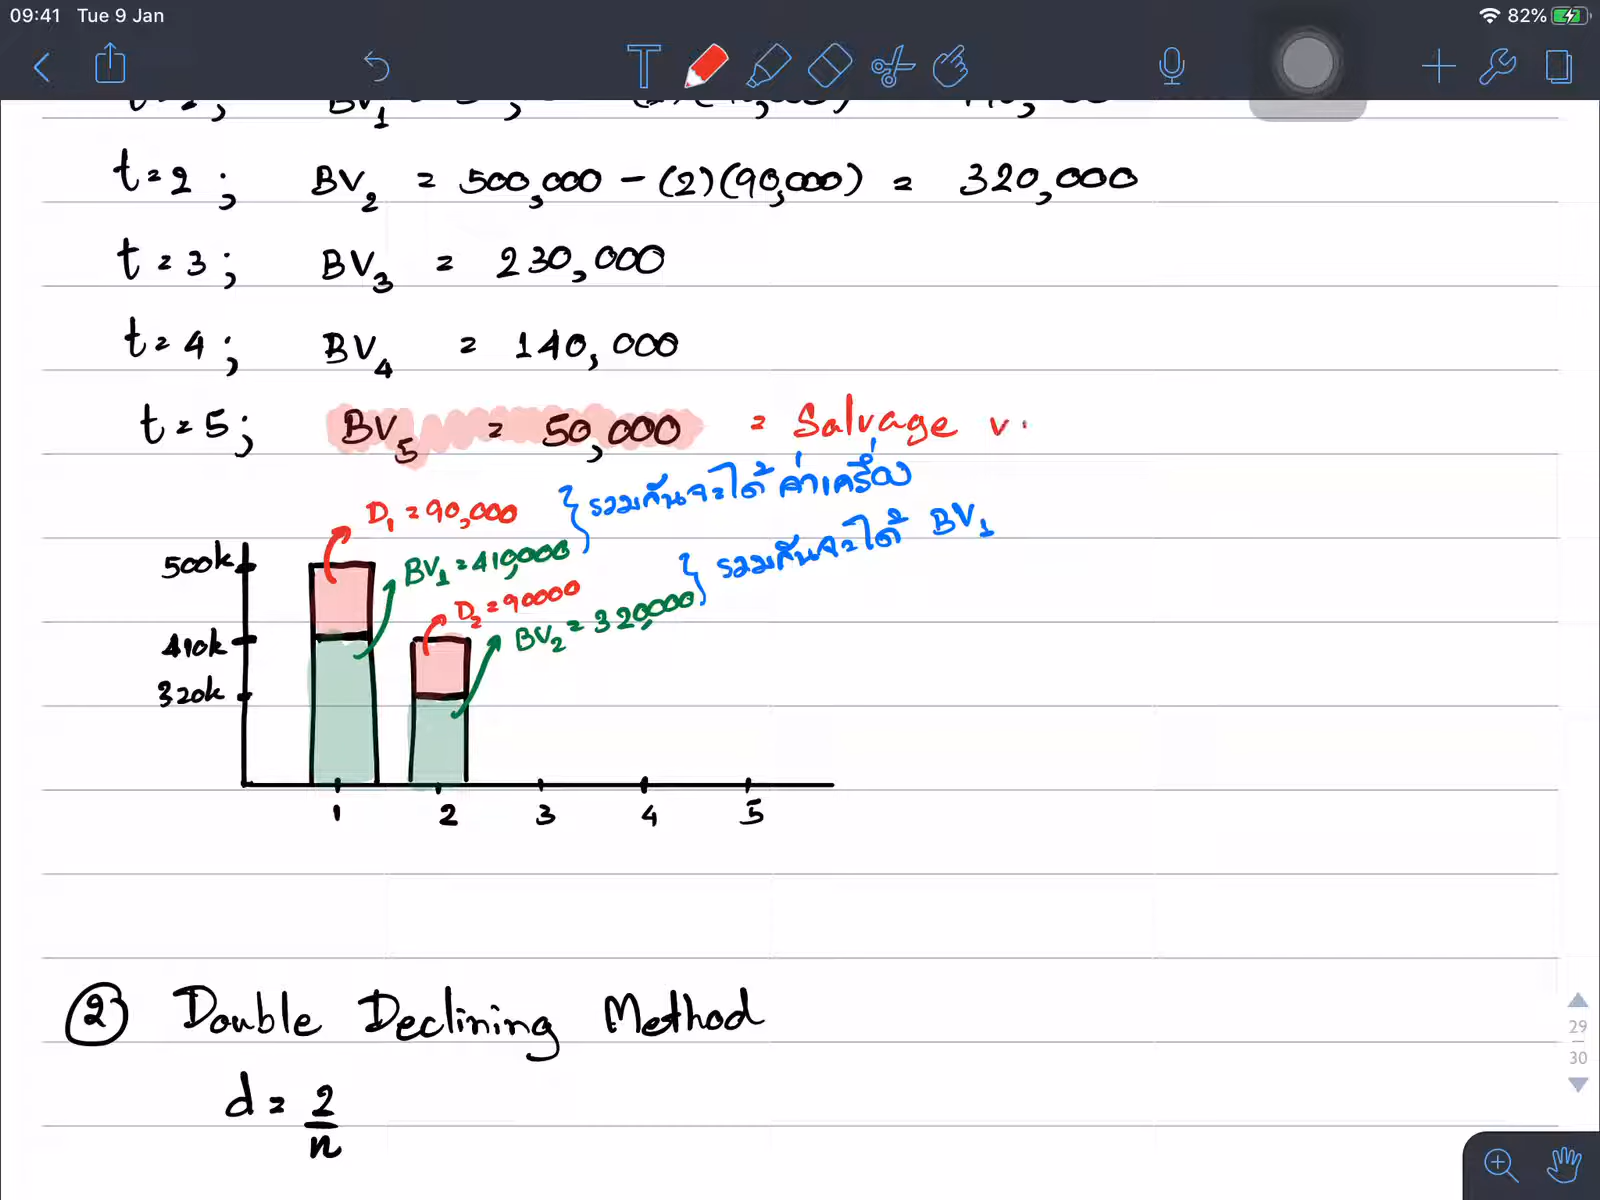 09:41 Tue 9 Jan 82%
t=2; BV2 = 500,000 - (2)(90,000) = 320,000
t=3; BV3 = 230,000
t=4; BV4 = 140,000
t=5; BV5 = 50,000 = Salvage v
D1 = 90,000
รวมกันจะได้ ค่าเครื่อง
BV1 = 410,000
รวมกันจะได้ BV1
D2 = 90000
BV2 = 320,000
500k
410k
320k
1 2 3 4 5
② Double Declining Method
d = 2/n
29
30